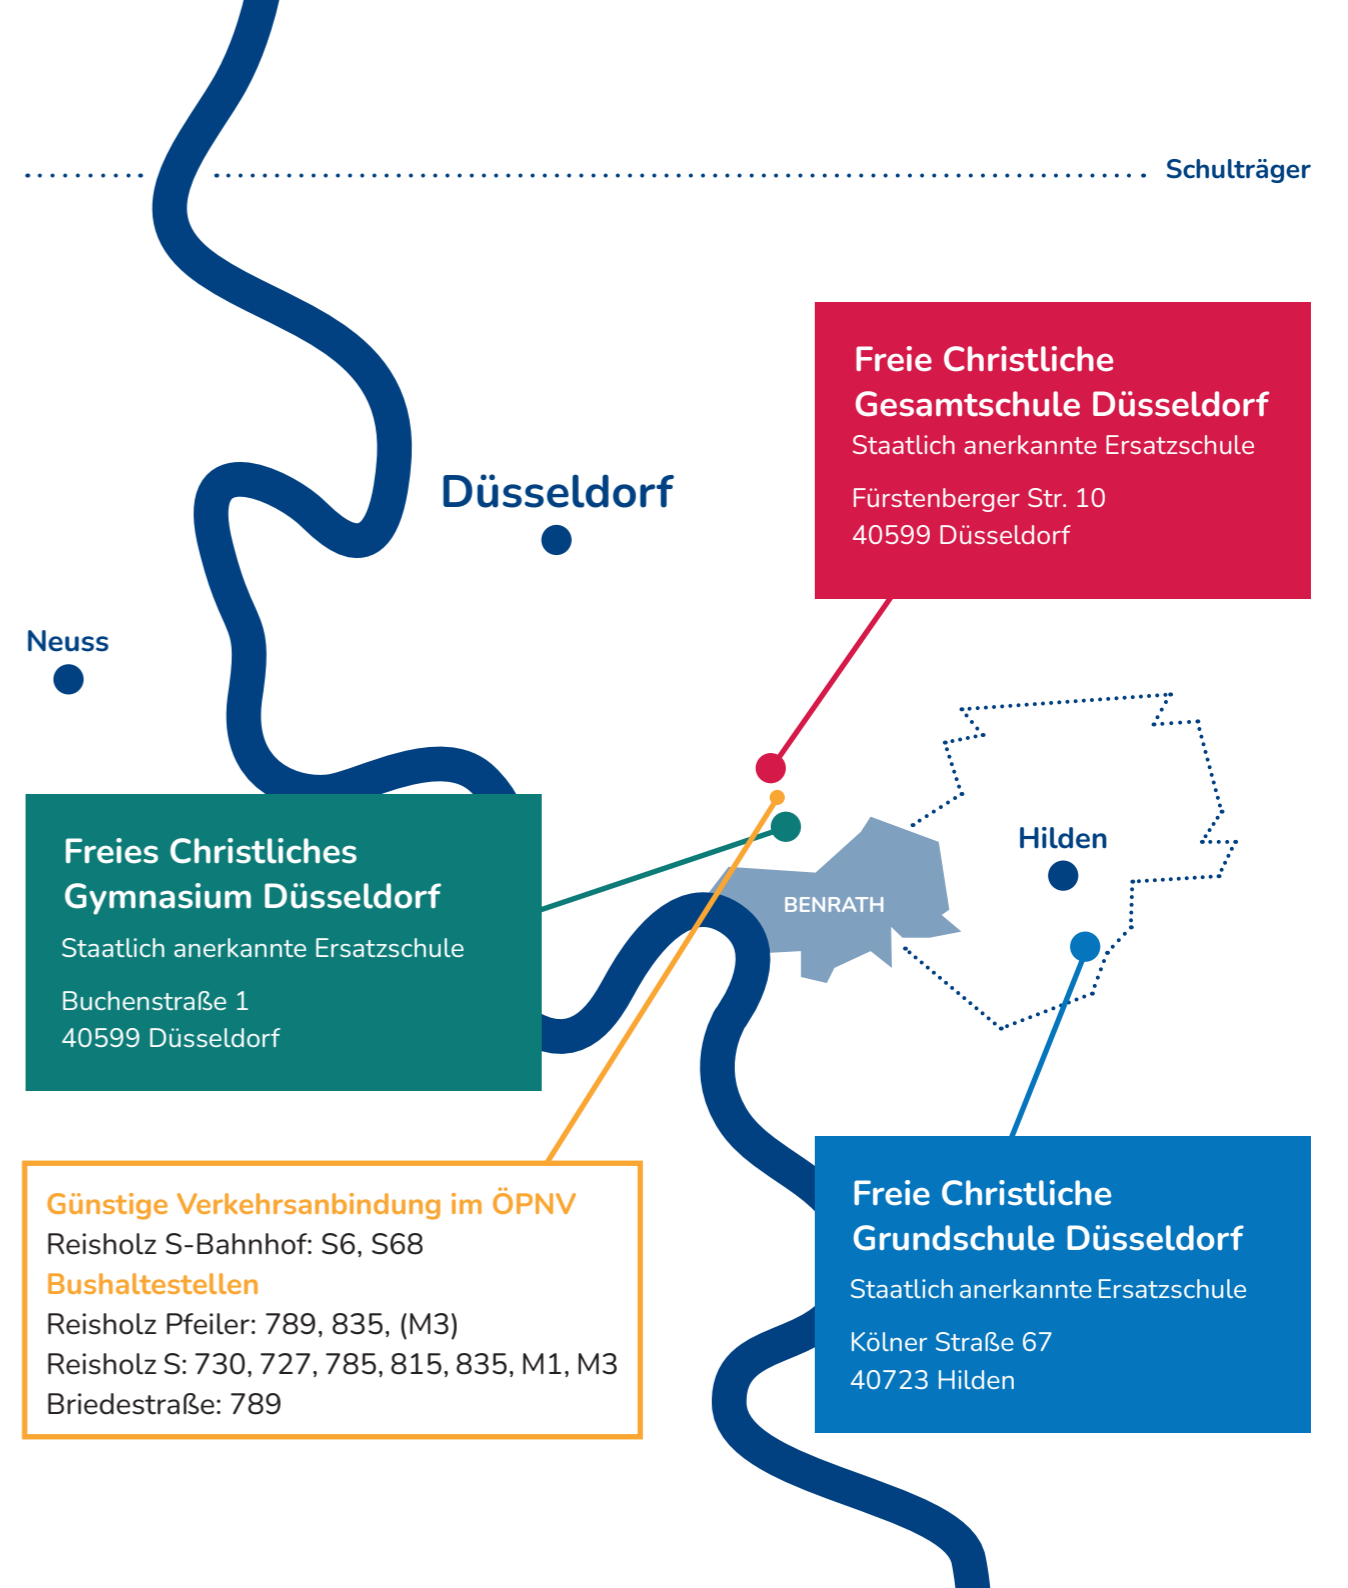 Schulträger
Freie Christliche
Gesamtschule Düsseldorf
Staatlich anerkannte Ersatzschule
Fürstenberger Str. 10
40599 Düsseldorf
Düsseldorf
Neuss
Hilden
BENRATH
Freies Christliches
Gymnasium Düsseldorf
Staatlich anerkannte Ersatzschule
Buchenstraße 1
40599 Düsseldorf
Günstige Verkehrsanbindung im ÖPNV
Reisholz S-Bahnhof: S6, S68
Bushaltestellen
Reisholz Pfeiler: 789, 835, (M3)
Reisholz S: 730, 727, 785, 815, 835, M1, M3
Briedestraße: 789
Freie Christliche
Grundschule Düsseldorf
Staatlich anerkannte Ersatzschule
Kölner Straße 67
40723 Hilden